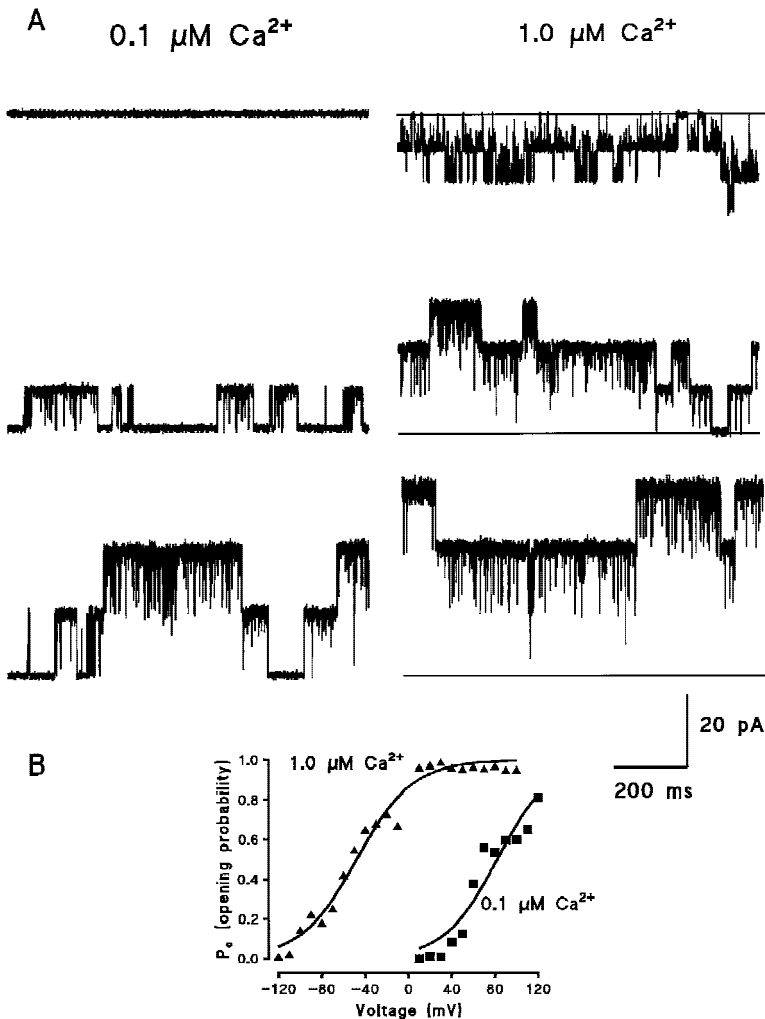 A
0.1 µM Ca²⁺
1.0 µM Ca²⁺
20 pA
200 ms
B
1.0 µM Ca²⁺
0.1 µM Ca²⁺
Pₒ (opening probability)
1.0
0.8
0.6
0.4
0.2
0.0
−120 −80 −40 0 40 80 120
Voltage (mV)